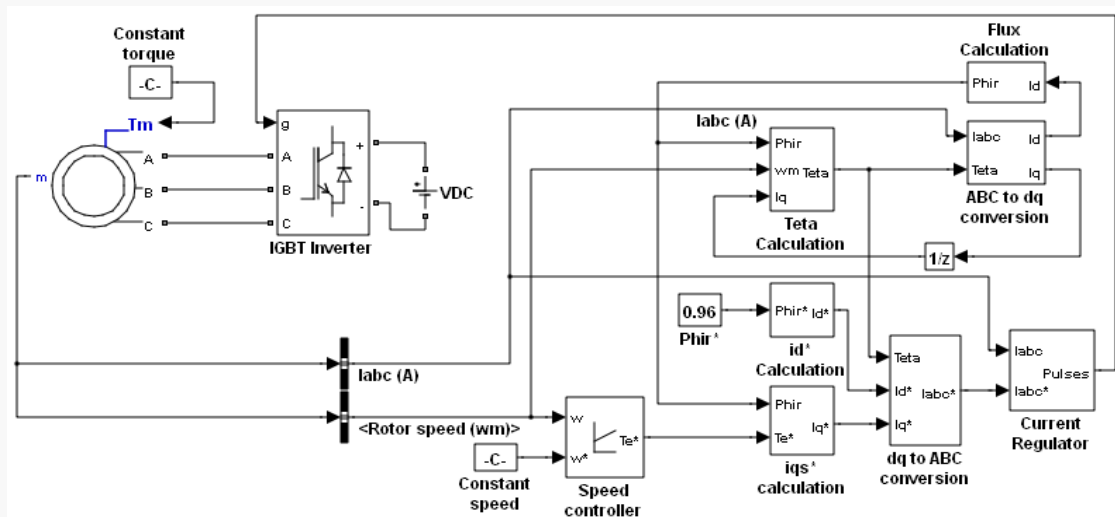 Constant
torque
-C-
Tm
m
A
B
C
g
A
B
C
+
-
IGBT Inverter
VDC
Flux
Calculation
Phir
Id
Iabc (A)
Phir
wm
Teta
Iq
Teta
Calculation
Iabc
Id
Teta
Iq
ABC to dq
conversion
1/z
0.96
Phir*
Phir*
Id*
id*
Calculation
Iabc (A)
<Rotor speed (wm)>
-C-
Constant
speed
w
w*
Te*
Speed
controller
Phir
Iq*
Te*
iqs*
calculation
Teta
Id*
Iabc*
Iq*
dq to ABC
conversion
Iabc
Pulses
Iabc*
Current
Regulator